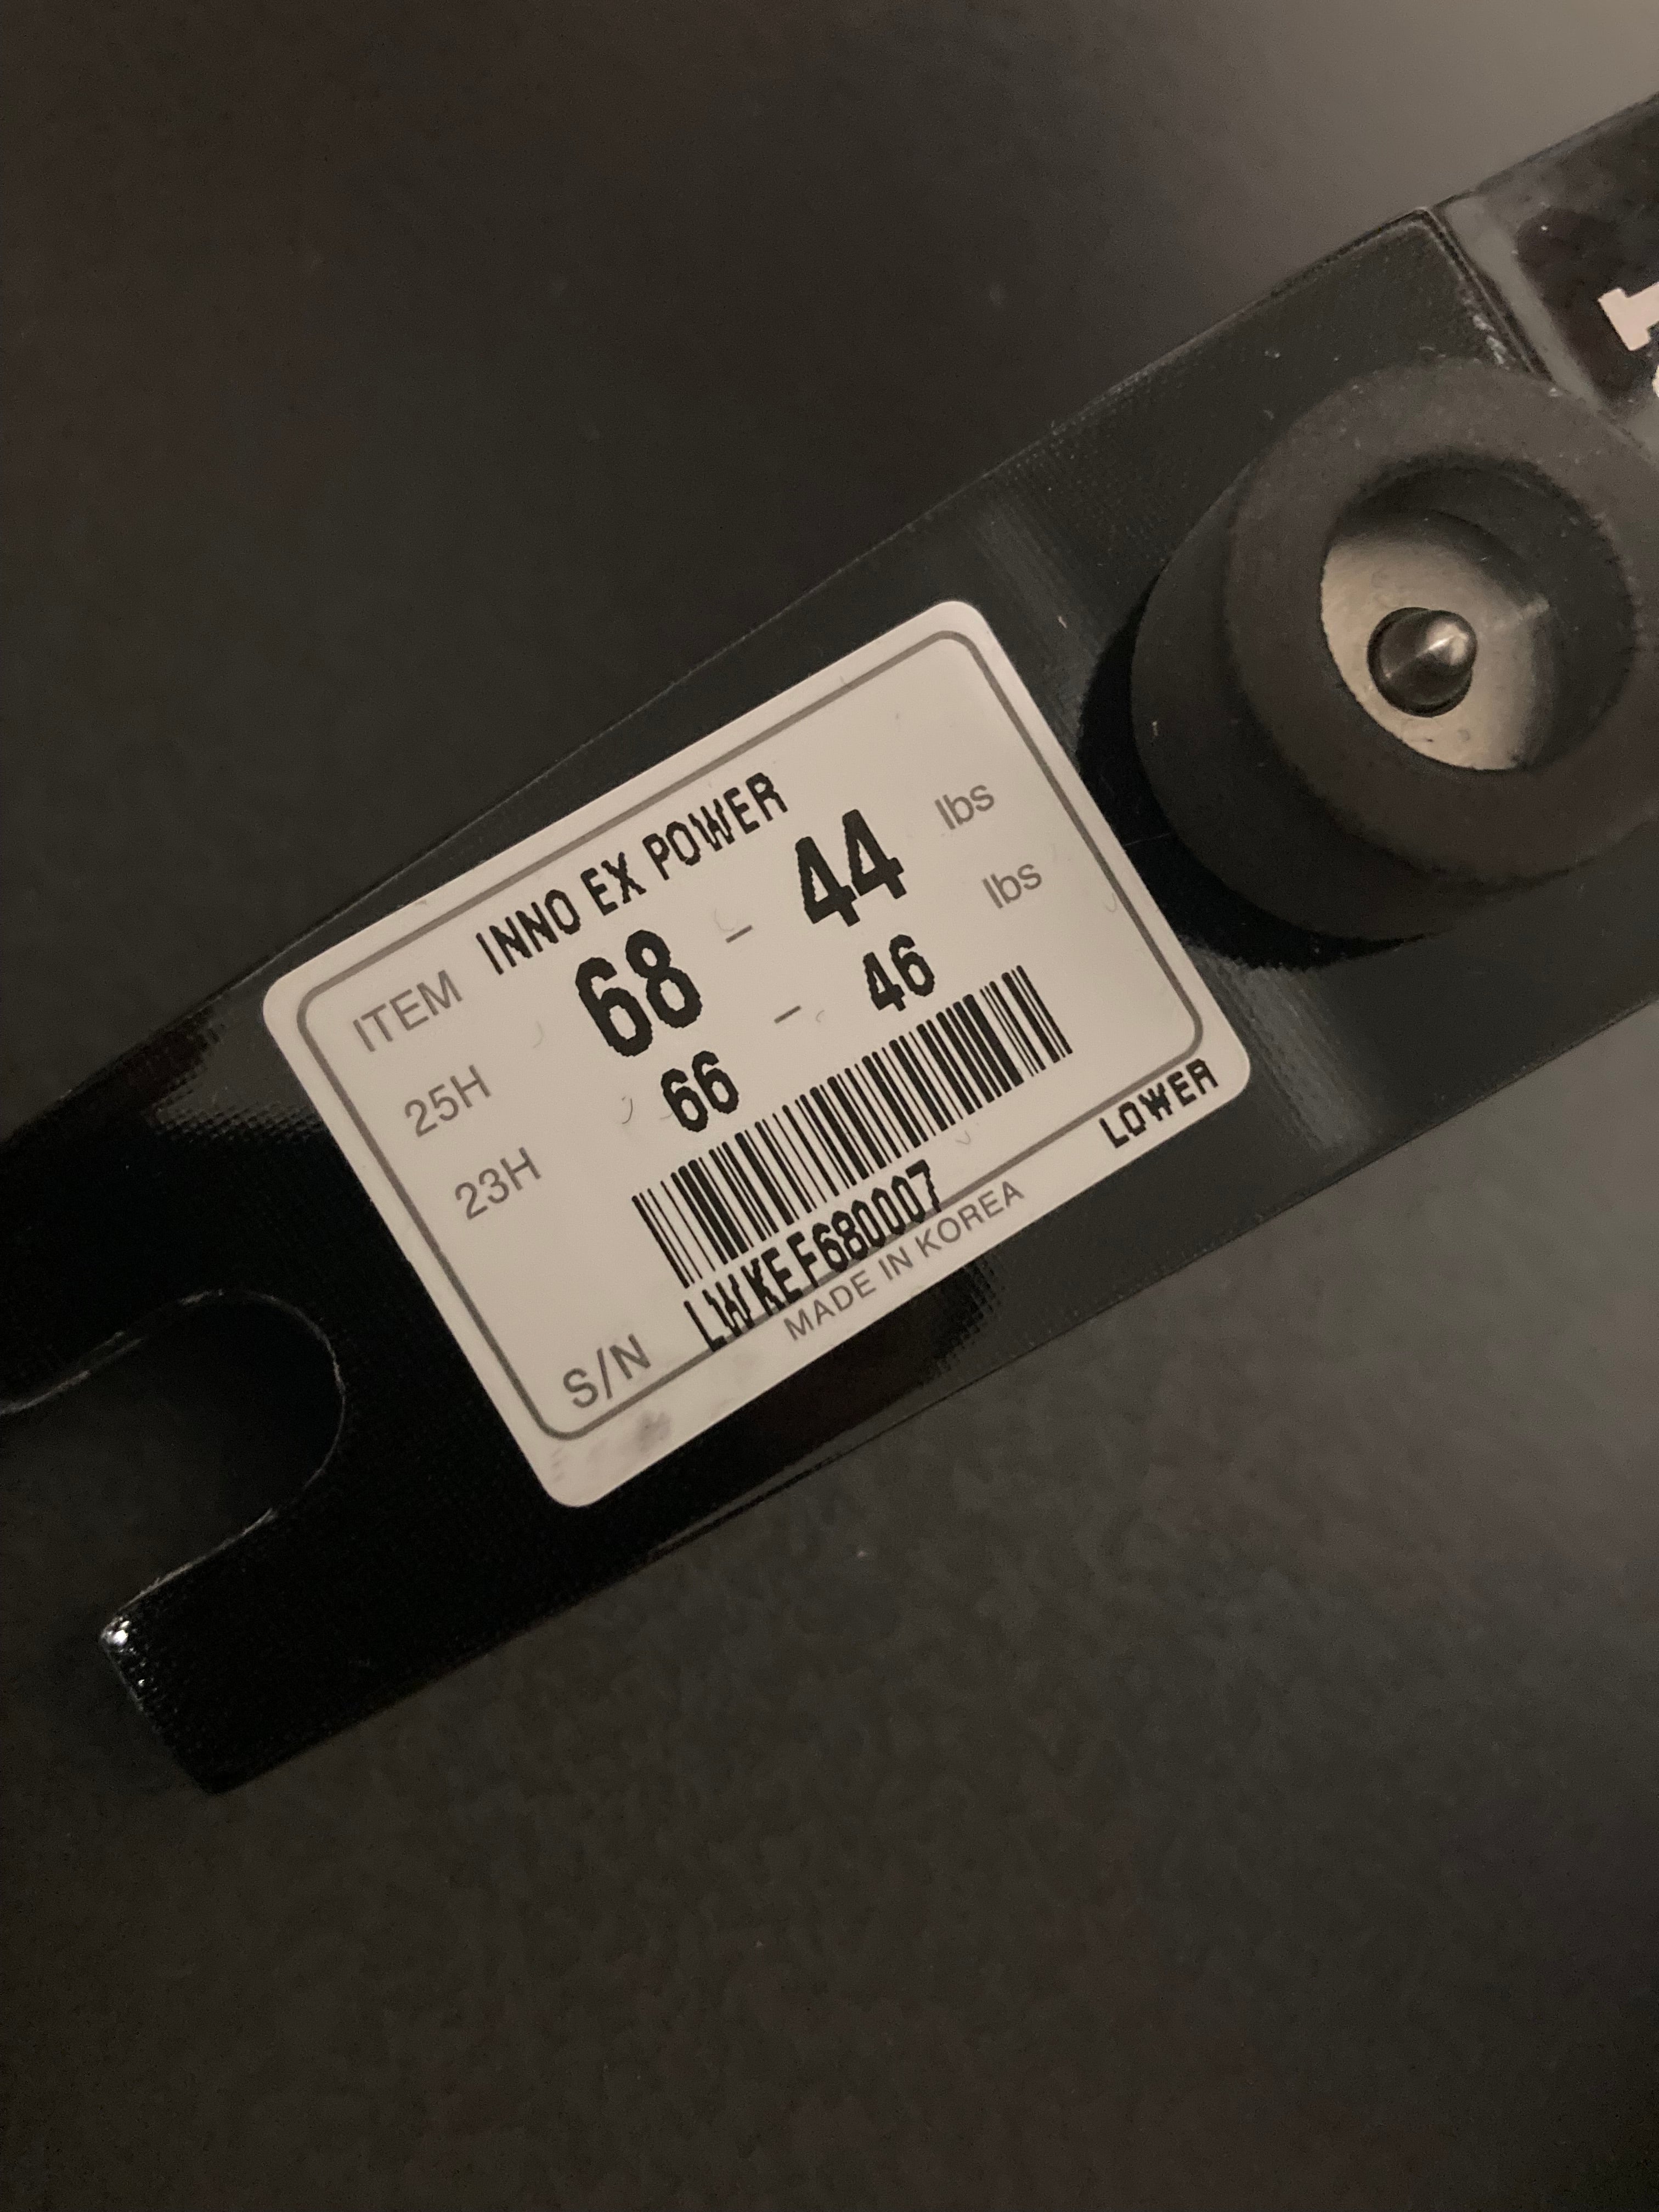 ITEM INNO EX POWER
25H 68 - 44 lbs
23H 66 - 46 lbs
S/N LWKEF680007
MADE IN KOREA
LOWER